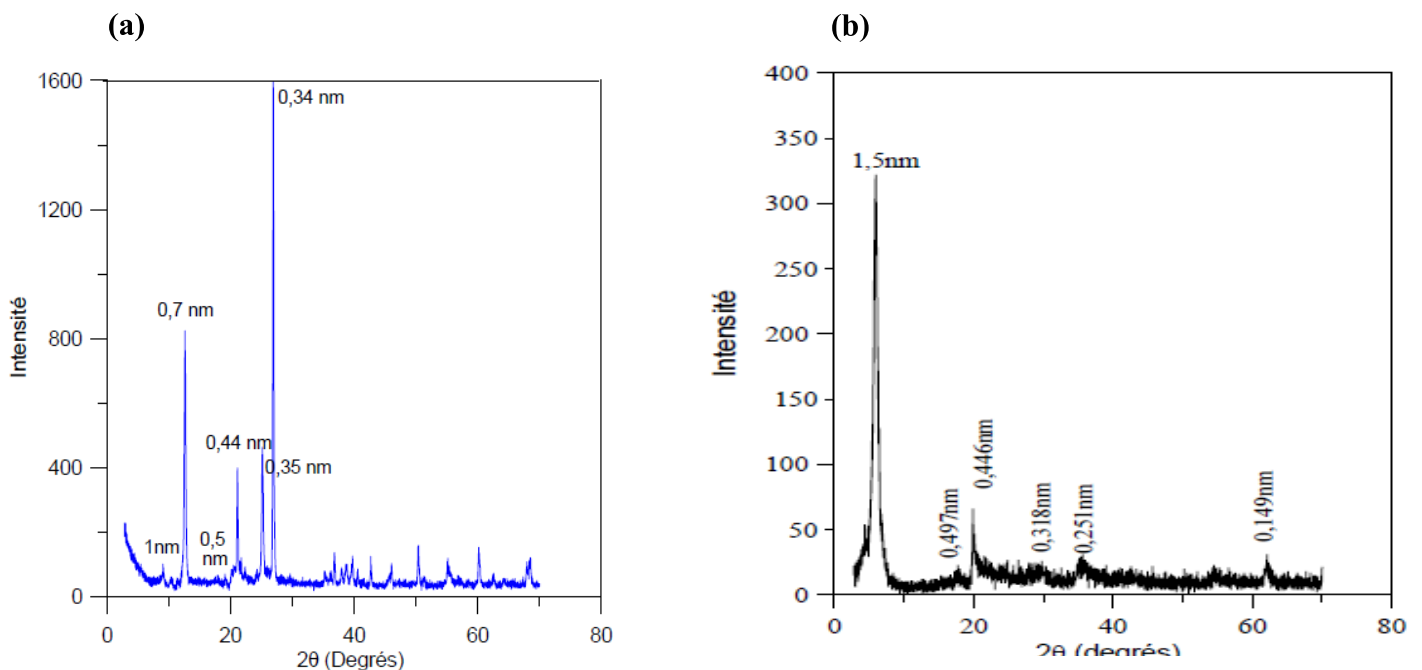 (a)
1600
1200
800
400
0
Intensité
0,34 nm
0,7 nm
0,44 nm
0,35 nm
1nm
0,5
nm
0
20
40
60
80
2θ (Degrés)
(b)
400
350
300
250
200
150
100
50
0
Intensité
1,5nm
0,497nm
0,446nm
0,318nm
0,251nm
0,149nm
0
20
40
60
80
2θ (degrés)